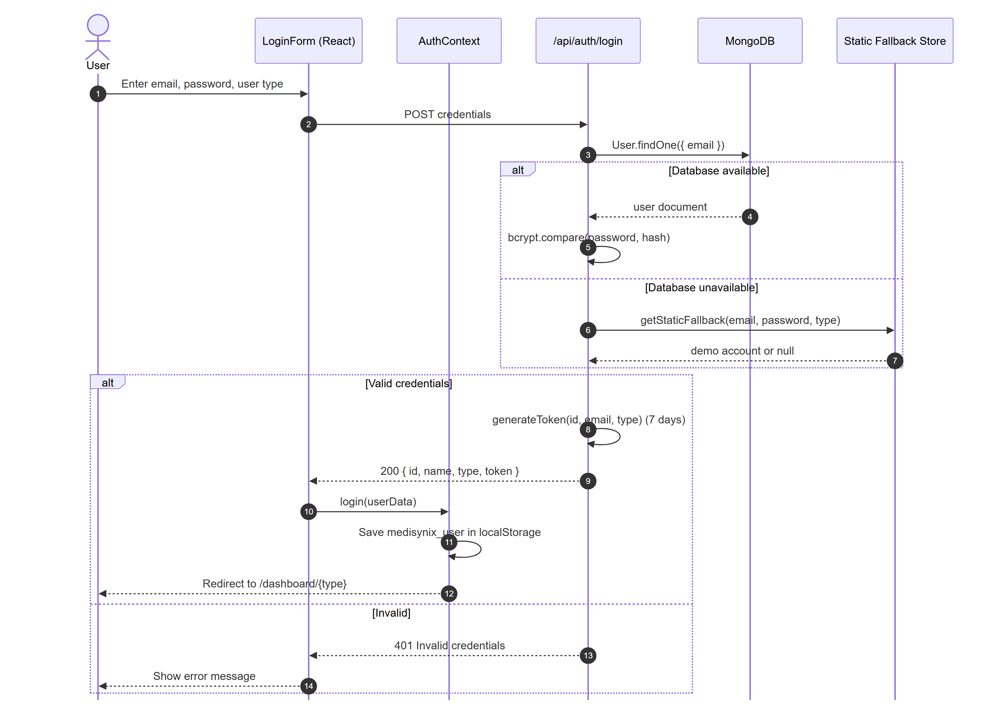 User
LoginForm (React)
AuthContext
/api/auth/login
MongoDB
Static Fallback Store
1
Enter email, password, user type
2
POST credentials
3
User.findOne({ email })
alt
[Database available]
user document
4
bcrypt.compare(password, hash)
5
[Database unavailable]
getStaticFallback(email, password, type)
6
demo account or null
7
alt
[Valid credentials]
generateToken(id, email, type) (7 days)
8
200 { id, name, type, token }
9
login(userData)
10
Save medisynix_user in localStorage
11
Redirect to /dashboard/{type}
12
[Invalid]
401 Invalid credentials
13
Show error message
14